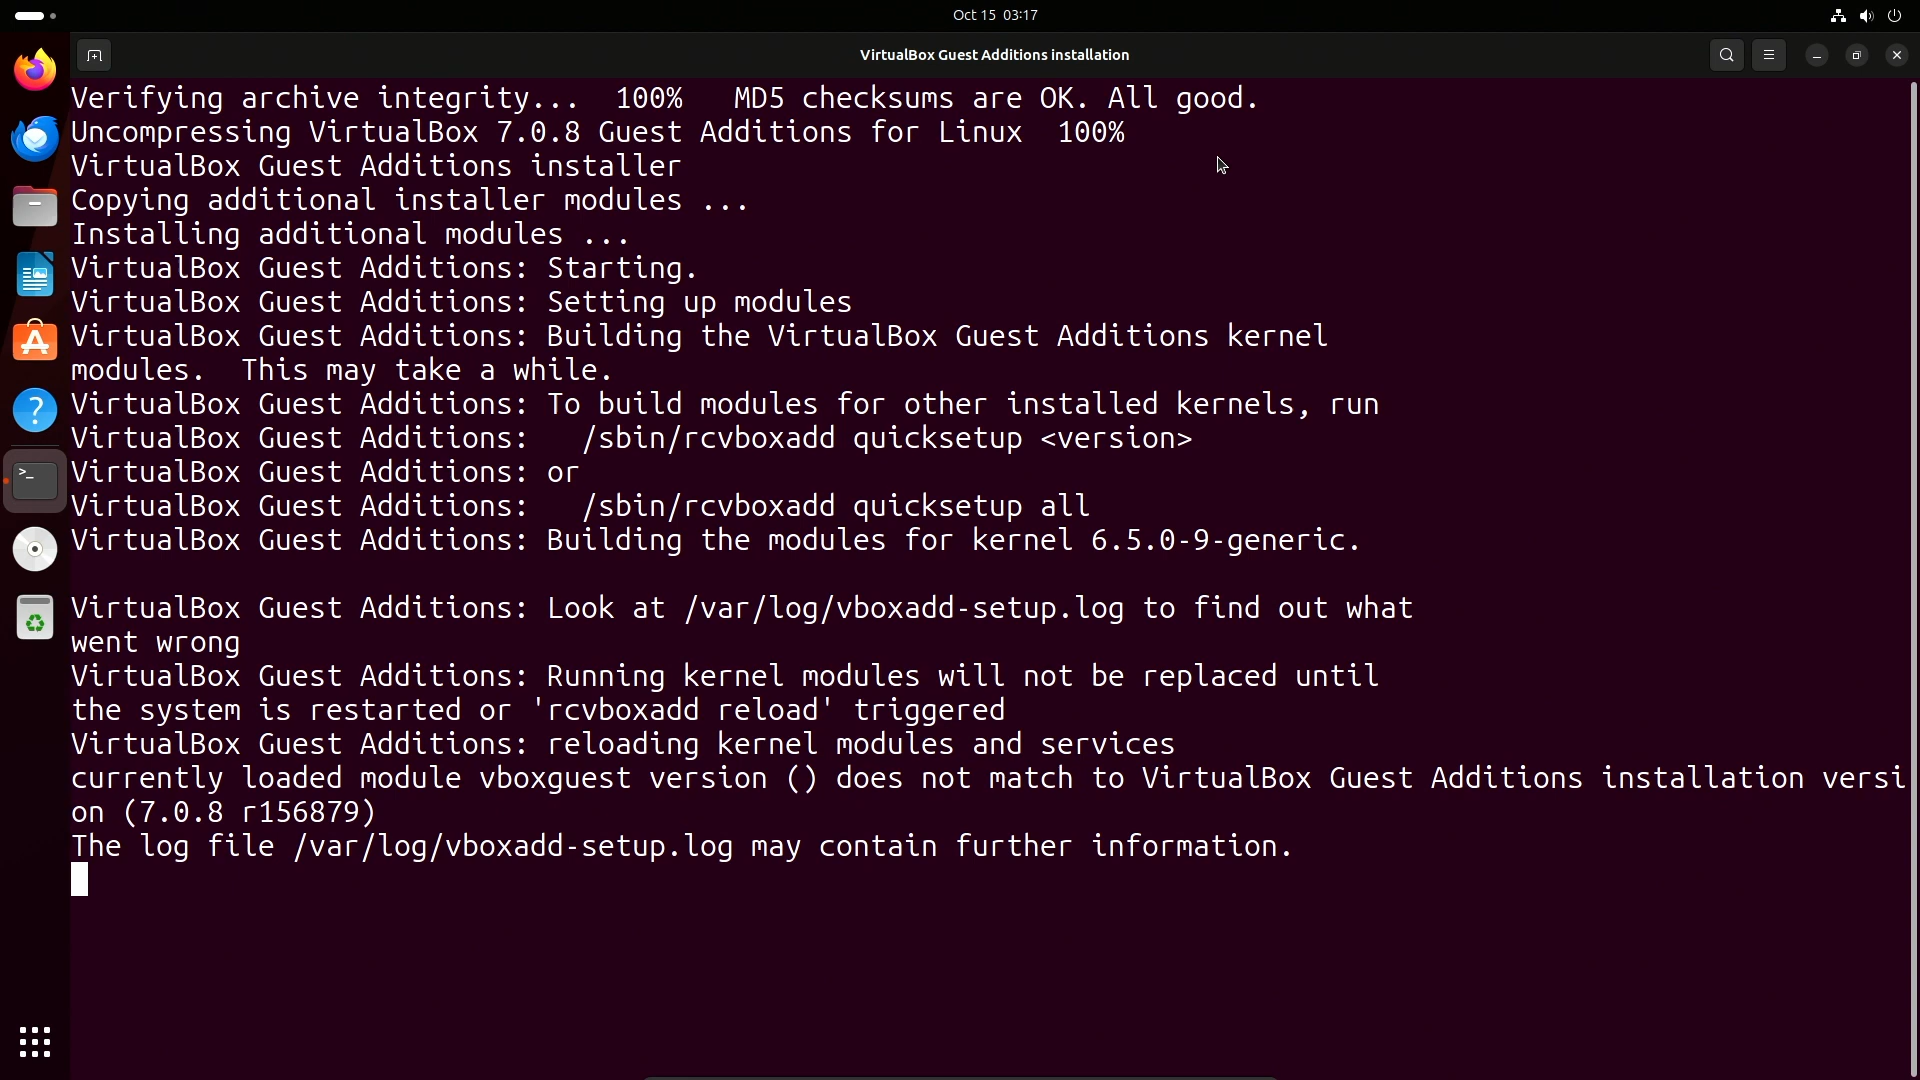 Oct 15 03:17
VirtualBox Guest Additions installation
Verifying archive integrity...  100%   MD5 checksums are OK. All good.
Uncompressing VirtualBox 7.0.8 Guest Additions for Linux  100%
VirtualBox Guest Additions installer
Copying additional installer modules ...
Installing additional modules ...
VirtualBox Guest Additions: Starting.
VirtualBox Guest Additions: Setting up modules
VirtualBox Guest Additions: Building the VirtualBox Guest Additions kernel
modules.  This may take a while.
VirtualBox Guest Additions: To build modules for other installed kernels, run
VirtualBox Guest Additions:   /sbin/rcvboxadd quicksetup <version>
VirtualBox Guest Additions: or
VirtualBox Guest Additions:   /sbin/rcvboxadd quicksetup all
VirtualBox Guest Additions: Building the modules for kernel 6.5.0-9-generic.
VirtualBox Guest Additions: Look at /var/log/vboxadd-setup.log to find out what
went wrong
VirtualBox Guest Additions: Running kernel modules will not be replaced until
the system is restarted or 'rcvboxadd reload' triggered
VirtualBox Guest Additions: reloading kernel modules and services
currently loaded module vboxguest version () does not match to VirtualBox Guest Additions installation versi
on (7.0.8 r156879)
The log file /var/log/vboxadd-setup.log may contain further information.